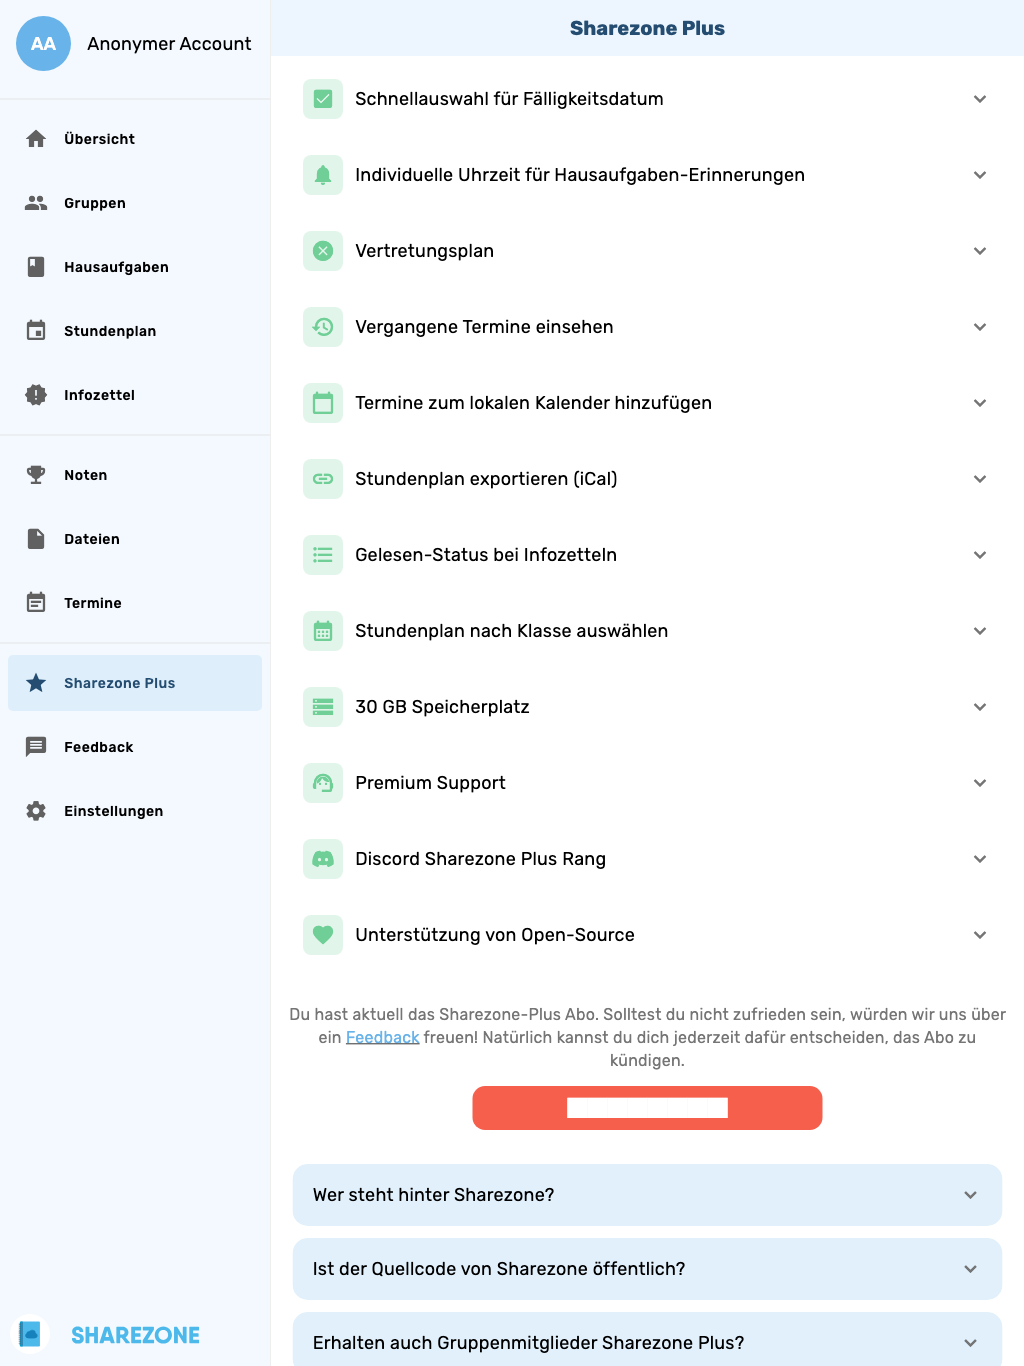 AA
Anonymer Account
Übersicht
Gruppen
Hausaufgaben
Stundenplan
Infozettel
Noten
Dateien
Termine
Sharezone Plus
Feedback
Einstellungen
SHAREZONE
Sharezone Plus
Schnellauswahl für Fälligkeitsdatum
Individuelle Uhrzeit für Hausaufgaben-Erinnerungen
Vertretungsplan
Vergangene Termine einsehen
Termine zum lokalen Kalender hinzufügen
Stundenplan exportieren (iCal)
Gelesen-Status bei Infozetteln
Stundenplan nach Klasse auswählen
30 GB Speicherplatz
Premium Support
Discord Sharezone Plus Rang
Unterstützung von Open-Source
Du hast aktuell das Sharezone-Plus Abo. Solltest du nicht zufrieden sein, würden wir uns über
ein Feedback freuen! Natürlich kannst du dich jederzeit dafür entscheiden, das Abo zu
kündigen.
Wer steht hinter Sharezone?
Ist der Quellcode von Sharezone öffentlich?
Erhalten auch Gruppenmitglieder Sharezone Plus?